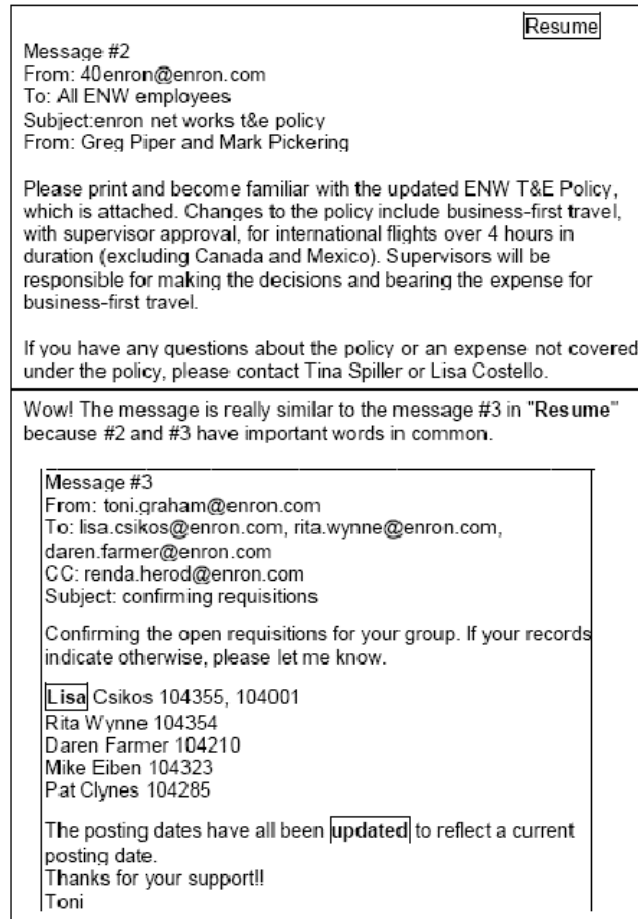 Resume
Message #2
From: 40enron@enron.com
To: All ENW employees
Subject:enron net works t&e policy
From: Greg Piper and Mark Pickering
Please print and become familiar with the updated ENW T&E Policy,
which is attached. Changes to the policy include business-first travel,
with supervisor approval, for international flights over 4 hours in
duration (excluding Canada and Mexico). Supervisors will be
responsible for making the decisions and bearing the expense for
business-first travel.
If you have any questions about the policy or an expense not covered
under the policy, please contact Tina Spiller or Lisa Costello.
Wow! The message is really similar to the message #3 in "Resume"
because #2 and #3 have important words in common.
Message #3
From: toni.graham@enron.com
To: lisa.csikos@enron.com, rita.wynne@enron.com,
daren.farmer@enron.com
CC: renda.herod@enron.com
Subject: confirming requisitions
Confirming the open requisitions for your group. If your records
indicate otherwise, please let me know.
Lisa Csikos 104355, 104001
Rita Wynne 104354
Daren Farmer 104210
Mike Eiben 104323
Pat Clynes 104285
The posting dates have all been updated to reflect a current
posting date.
Thanks for your support!!
Toni